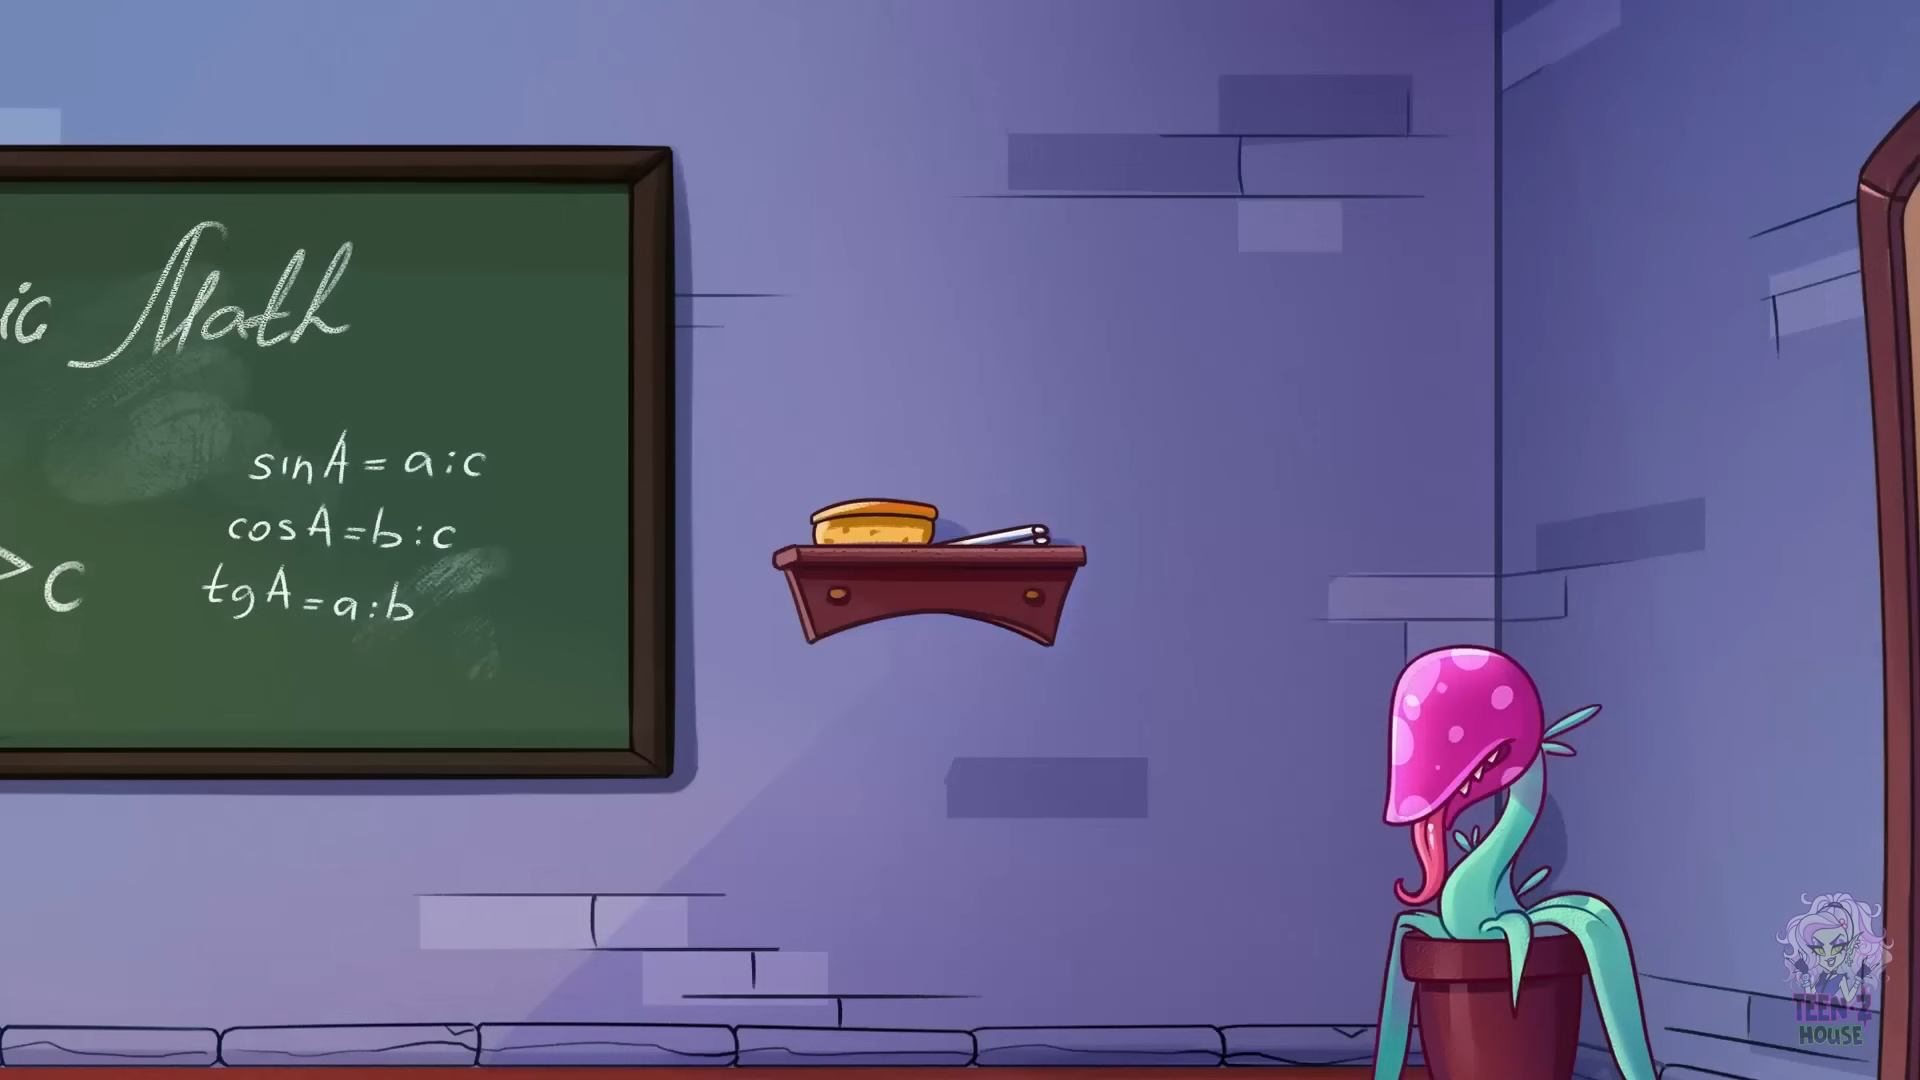 ic Math
sinA=a:c
cosA=b:c
>c
tgA=a:b
TEEN-Z
HOUSE